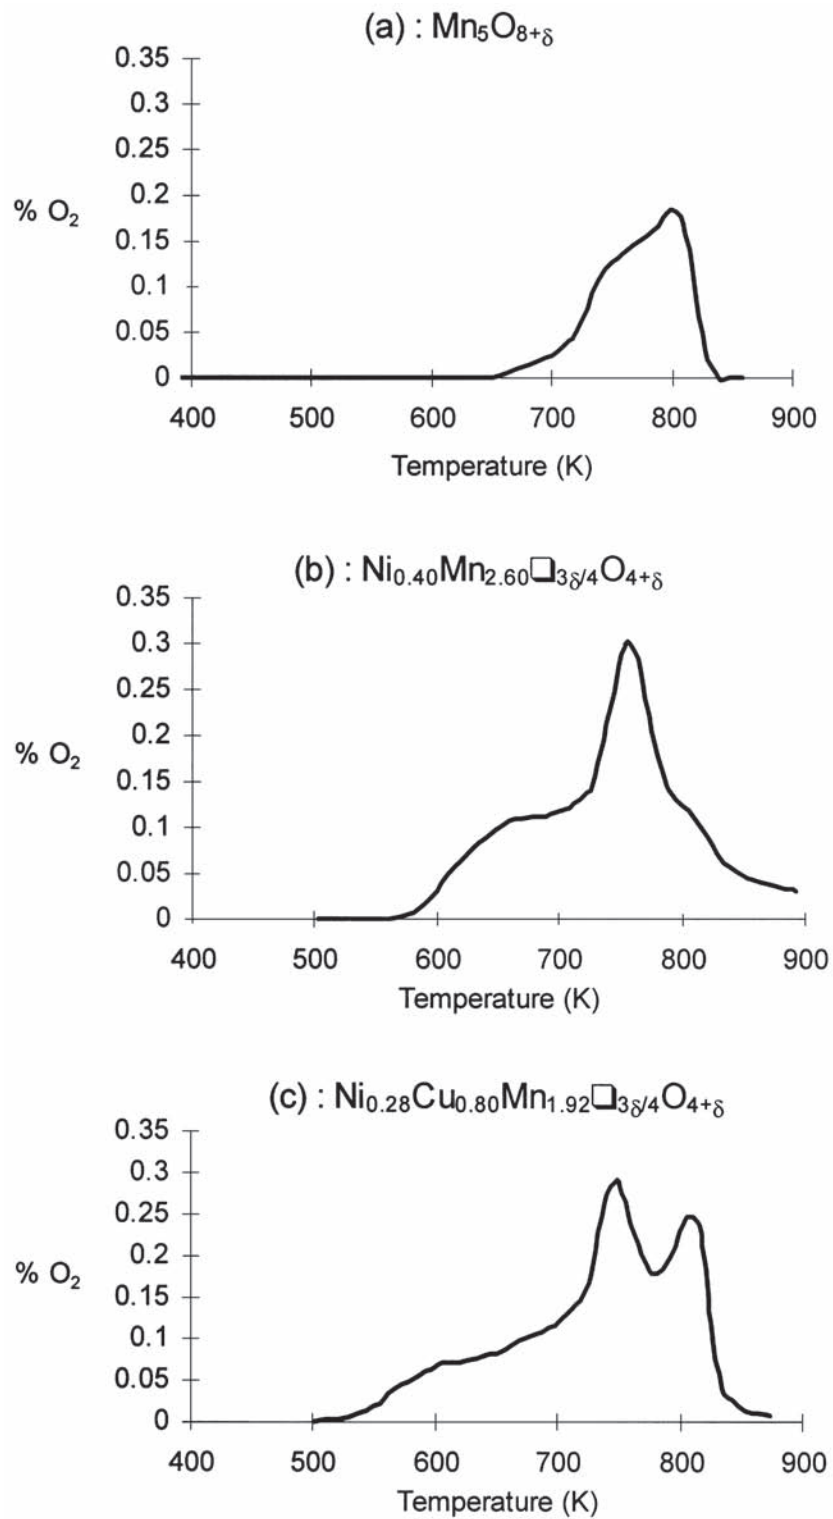 (a) : Mn₅O₈₊δ
0.35
0.3
0.25
0.2
% O₂
0.15
0.1
0.05
0
400 500 600 700 800 900
Temperature (K)
(b) : Ni₀.₄₀Mn₂.₆₀❑₃δ/₄O₄₊δ
0.35
0.3
0.25
0.2
% O₂
0.15
0.1
0.05
0
400 500 600 700 800 900
Temperature (K)
(c) : Ni₀.₂₈Cu₀.₈₀Mn₁.₉₂❑₃δ/₄O₄₊δ
0.35
0.3
0.25
0.2
% O₂
0.15
0.1
0.05
0
400 500 600 700 800 900
Temperature (K)